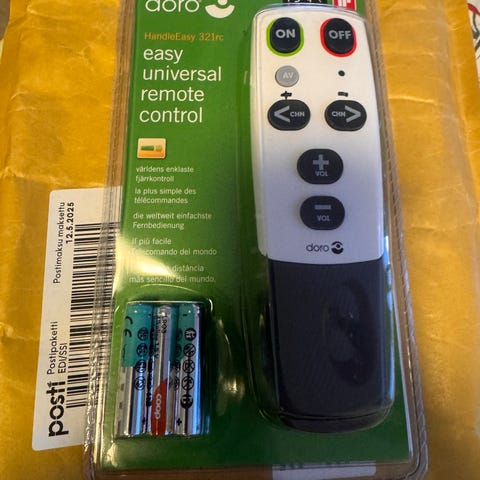 doro
HandleEasy 321rc
easy
universal
remote
control
världens enklaste
fjärrkontroll
la plus simple des
télécommandes
die weltweit einfachste
Fernbedienung
il più facile
telecomando del mondo
distáncia
más sencillo del mundo.
ON
OFF
AV
< CHN
CHN >
+
VOL
−
VOL
doro
coop
Postimaksu maksettu
12.5.2025
Postipaketti
EDI/SSI
posti